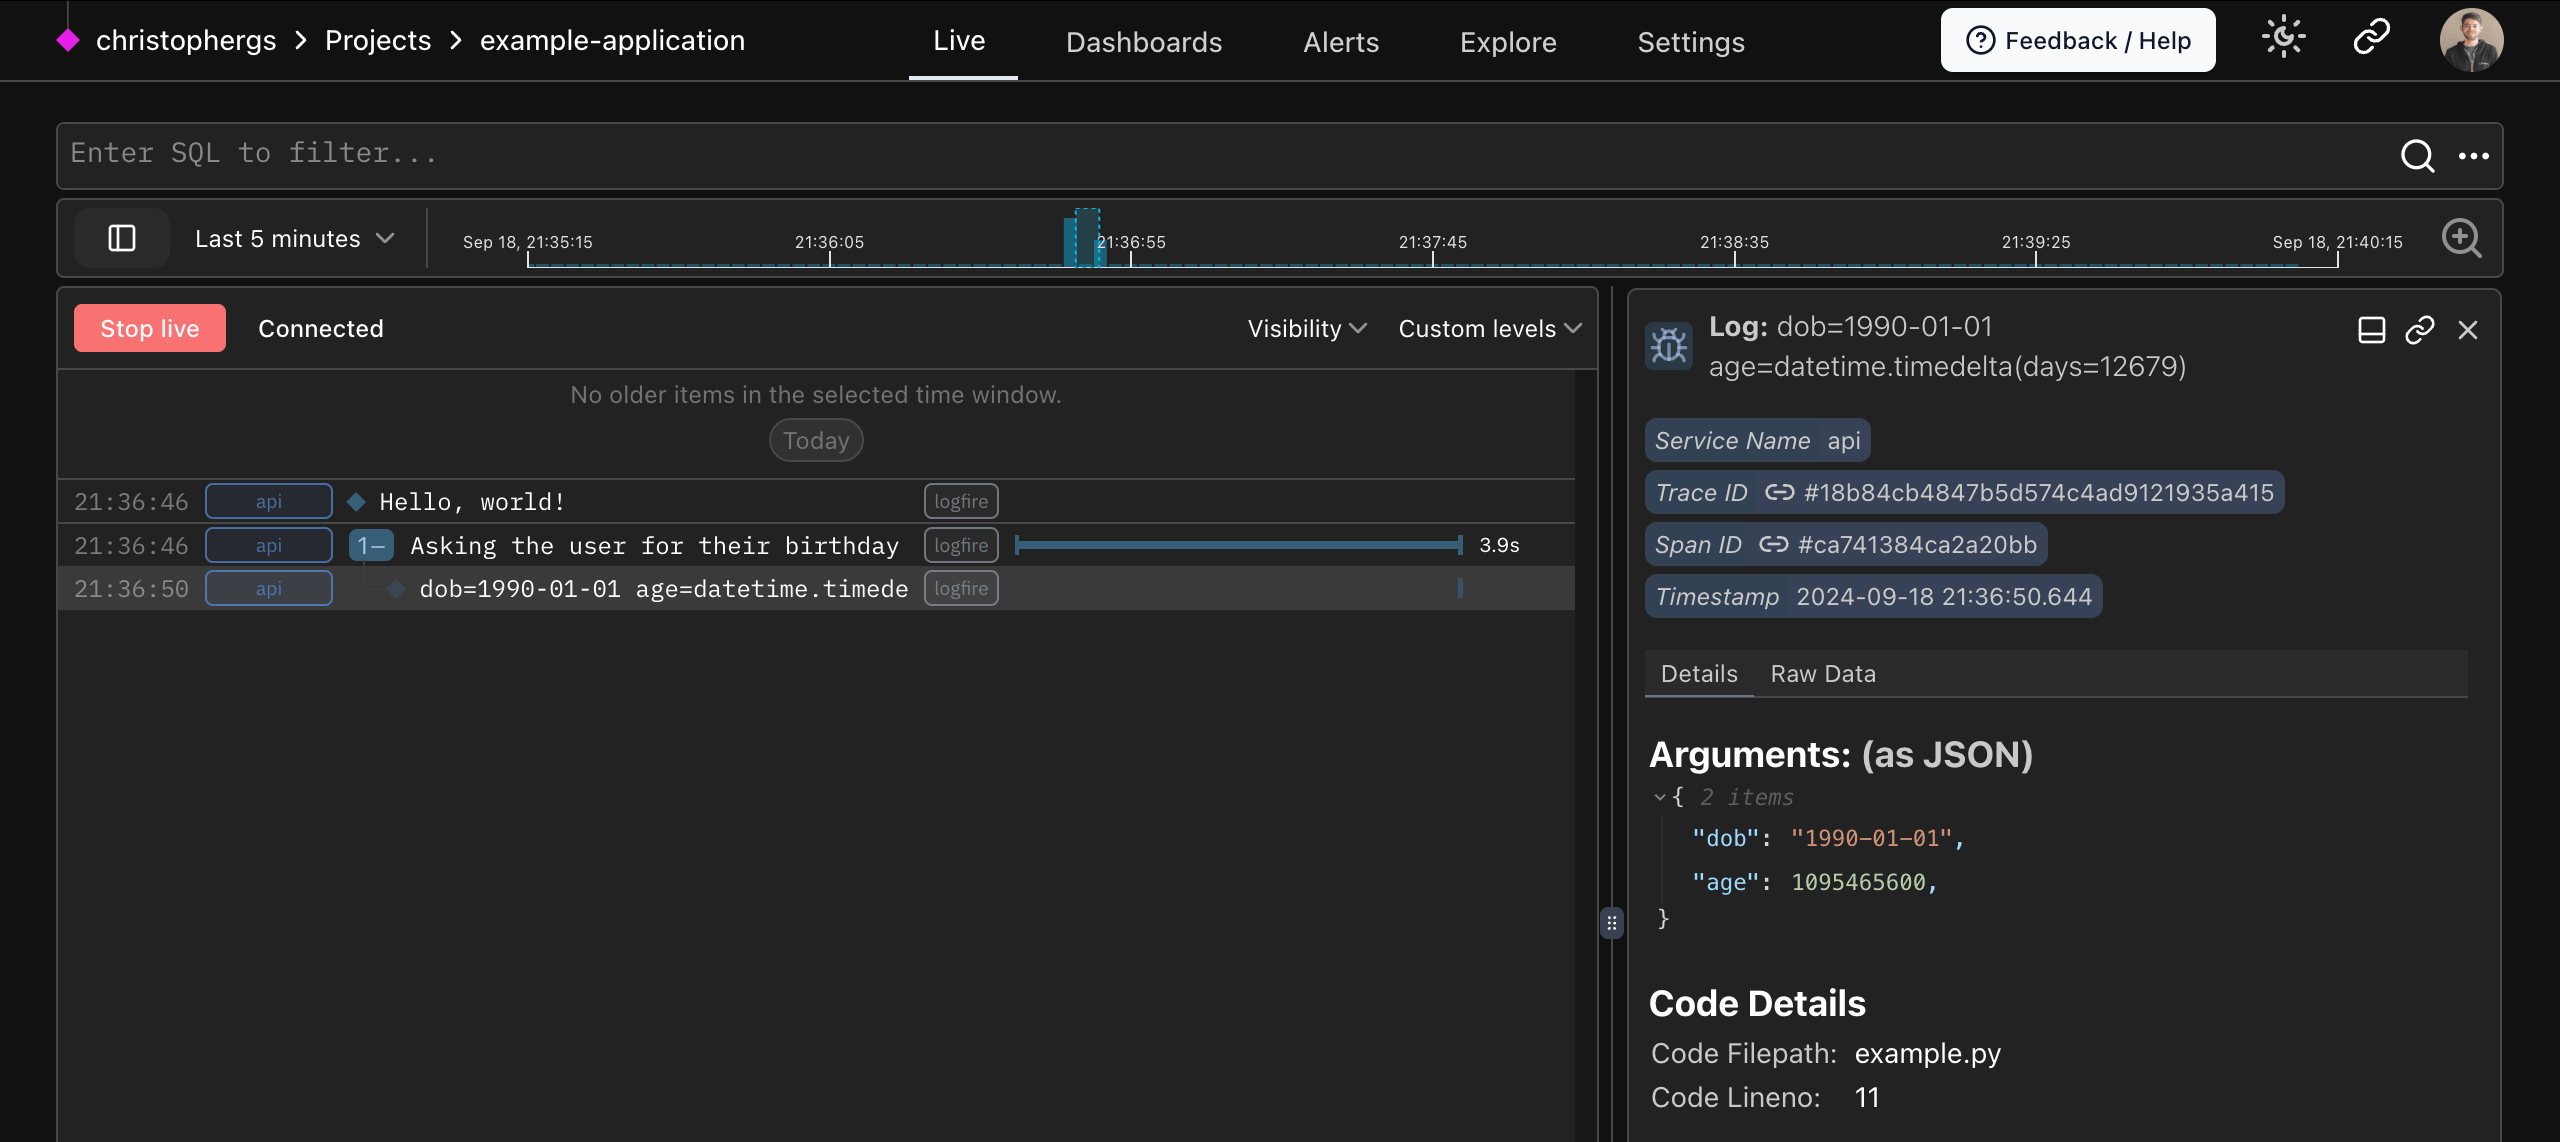 christophergs > Projects > example-application
Live
Dashboards
Alerts
Explore
Settings
Feedback / Help
Enter SQL to filter...
Last 5 minutes
Sep 18, 21:35:15
21:36:05
21:36:55
21:37:45
21:38:35
21:39:25
Sep 18, 21:40:15
Stop live
Connected
Visibility
Custom levels
No older items in the selected time window.
Today
21:36:46 api Hello, world! logfire
21:36:46 api 1– Asking the user for their birthday logfire 3.9s
21:36:50 api dob=1990-01-01 age=datetime.timede logfire
Log: dob=1990-01-01
age=datetime.timedelta(days=12679)
Service Name api
Trace ID #18b84cb4847b5d574c4ad9121935a415
Span ID #ca741384ca2a20bb
Timestamp 2024-09-18 21:36:50.644
Details
Raw Data
Arguments: (as JSON)
{ 2 items
"dob": "1990-01-01",
"age": 1095465600,
}
Code Details
Code Filepath: example.py
Code Lineno: 11